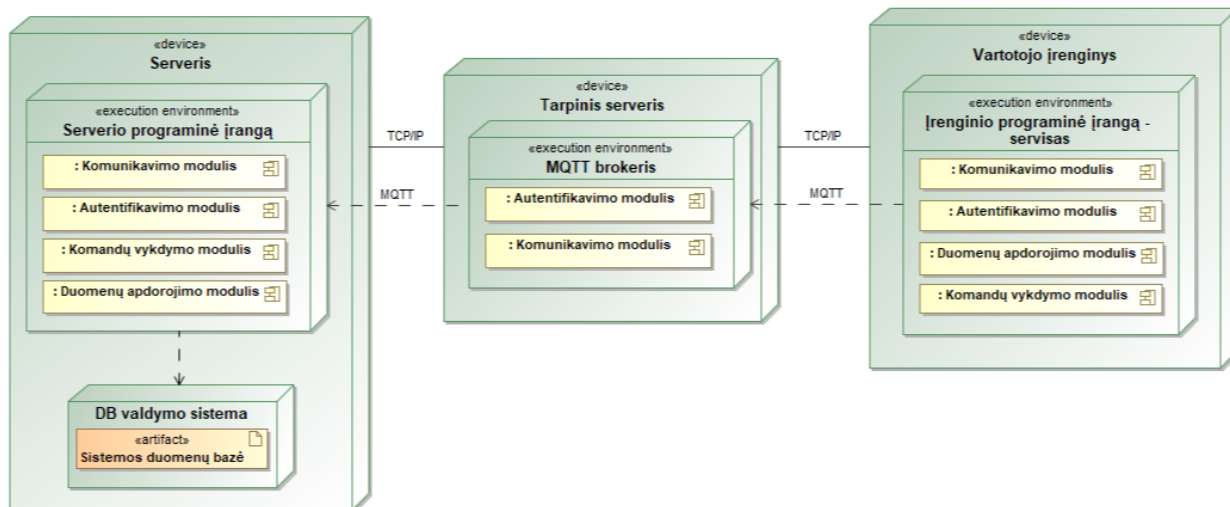 «device»
Serveris
«execution environment»
Serverio programinė įrangą
: Komunikavimo modulis
: Autentifikavimo modulis
: Komandų vykdymo modulis
: Duomenų apdorojimo modulis
DB valdymo sistema
«artifact»
Sistemos duomenų bazė
TCP/IP
MQTT
«device»
Tarpinis serveris
«execution environment»
MQTT brokeris
: Autentifikavimo modulis
: Komunikavimo modulis
TCP/IP
MQTT
«device»
Vartotojo įrenginys
«execution environment»
Įrenginio programinė įrangą -
servisas
: Komunikavimo modulis
: Autentifikavimo modulis
: Duomenų apdorojimo modulis
: Komandų vykdymo modulis